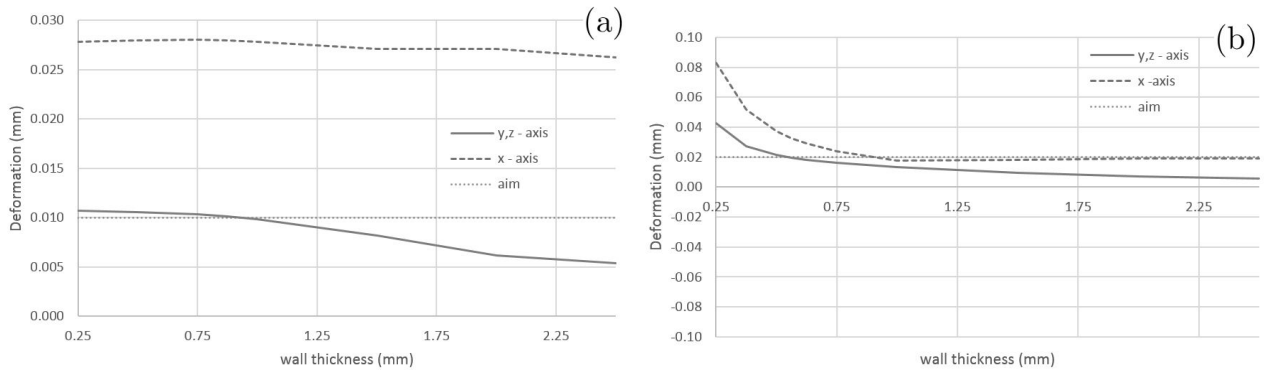 (a)
0.030
0.025
0.020
0.015
0.010
0.005
0.000
Deformation (mm)
y,z - axis
x - axis
aim
0.25
0.75
1.25
1.75
2.25
wall thickness (mm)
(b)
0.10
0.08
0.06
0.04
0.02
0.00
-0.02
-0.04
-0.06
-0.08
-0.10
Deformation (mm)
y,z - axis
x -axis
aim
0.25
0.75
1.25
1.75
2.25
wall thickness (mm)